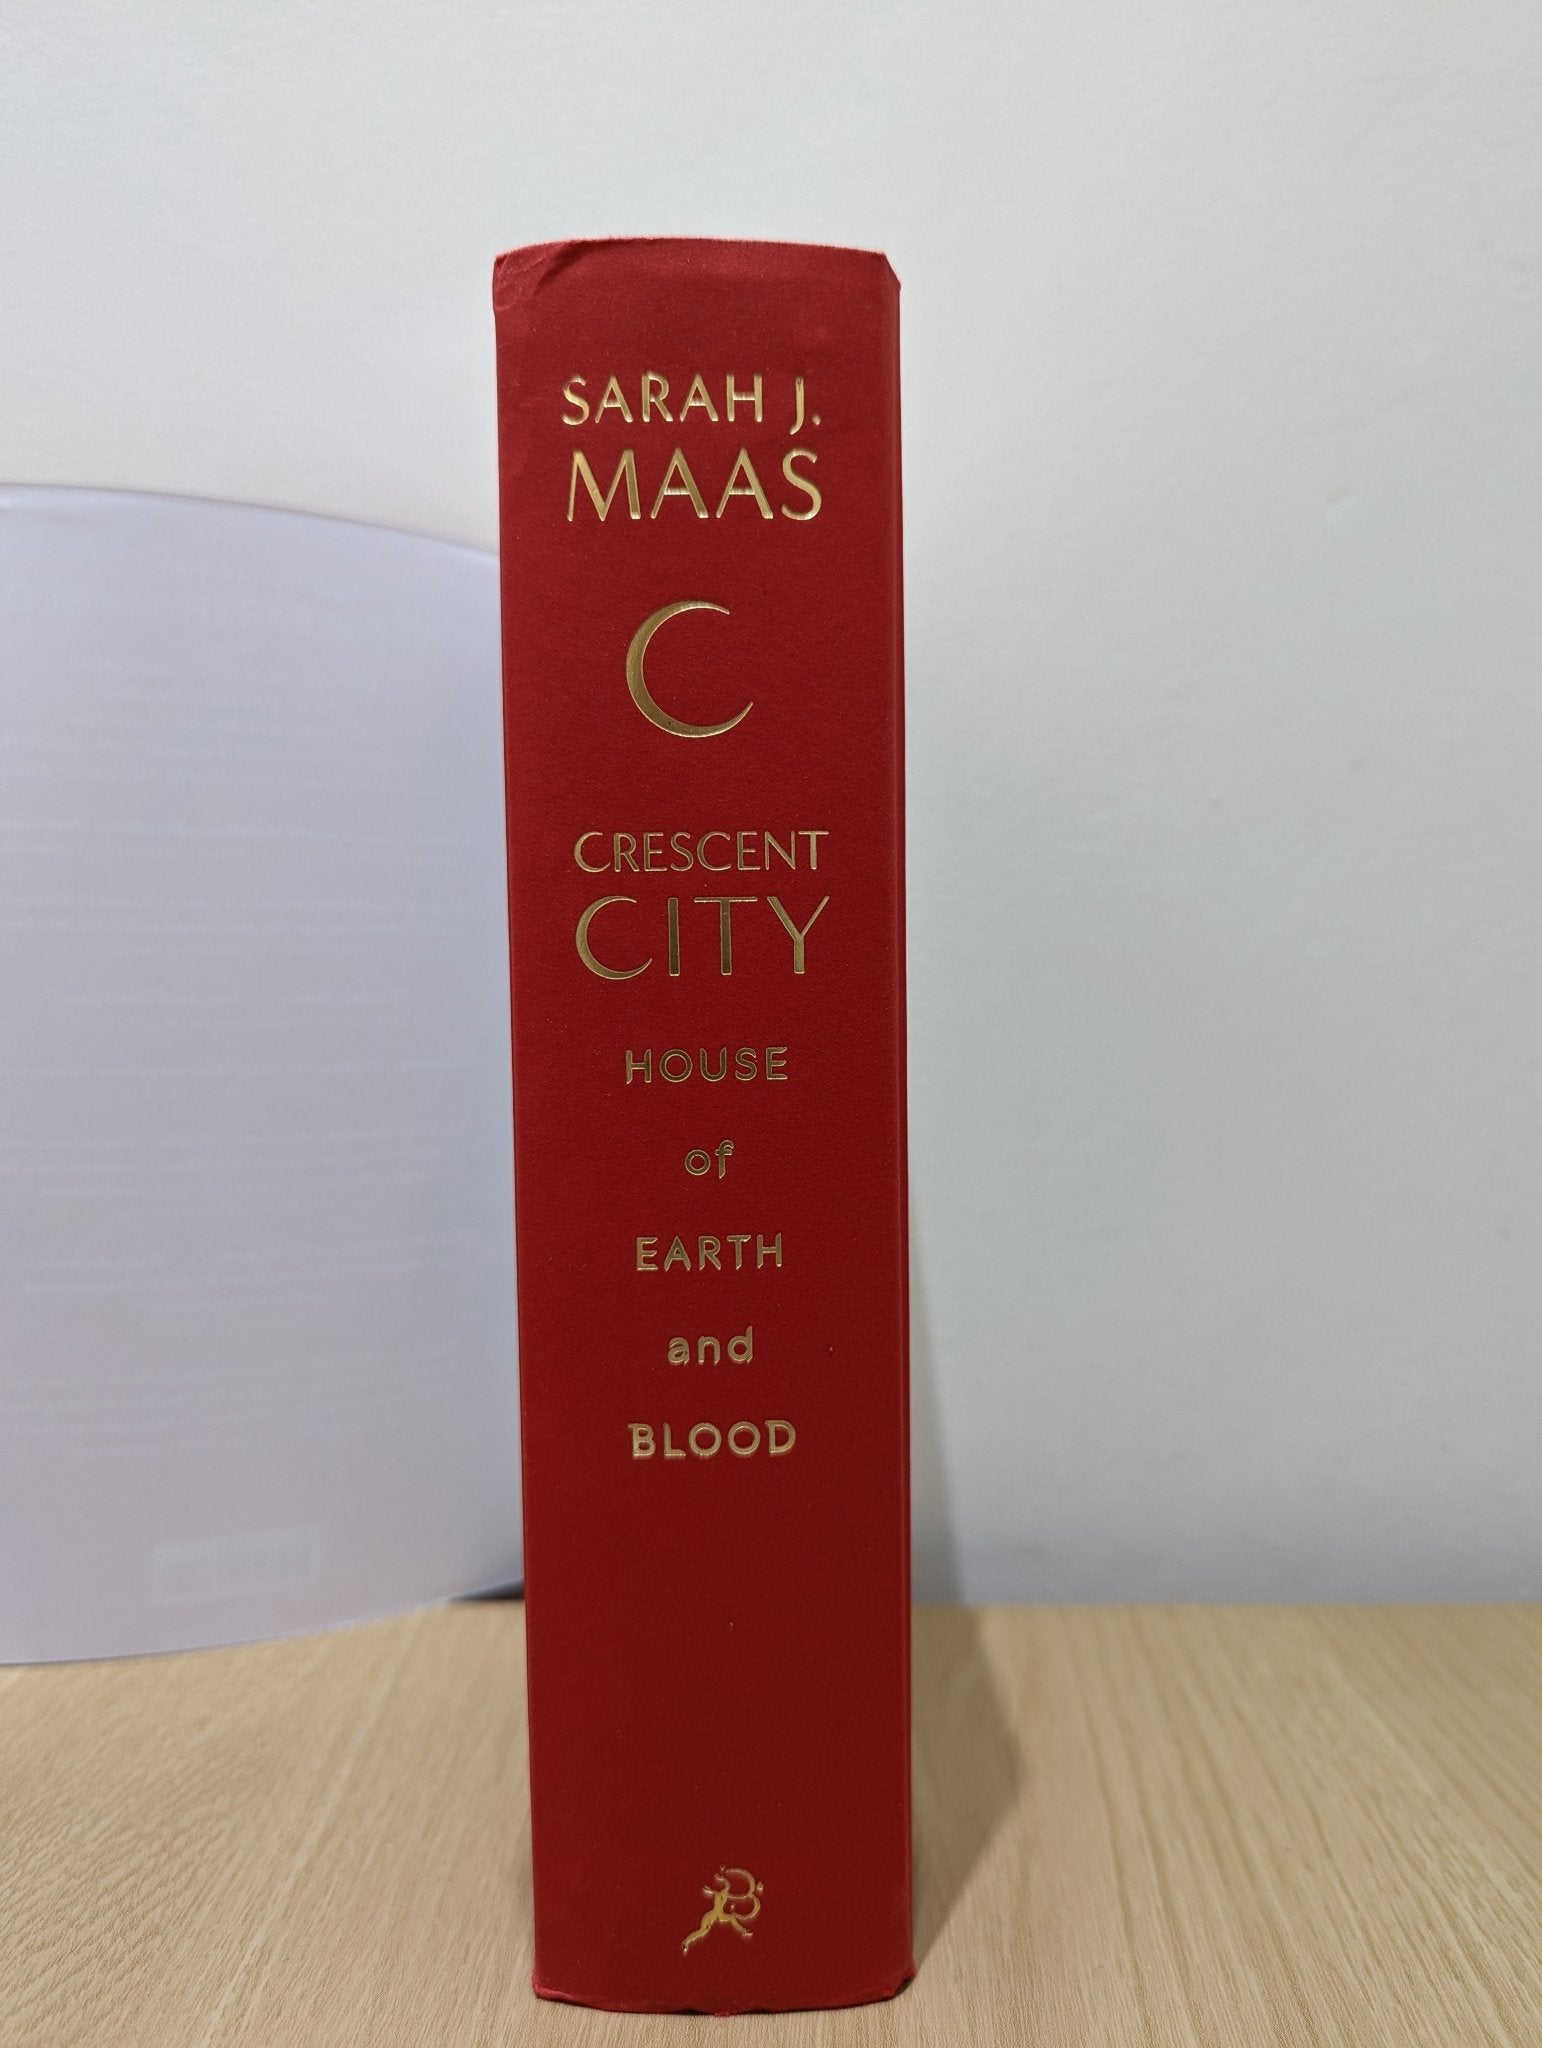 SARAH J.
MAAS
CRESCENT
CITY
HOUSE
of
EARTH
and
BLOOD